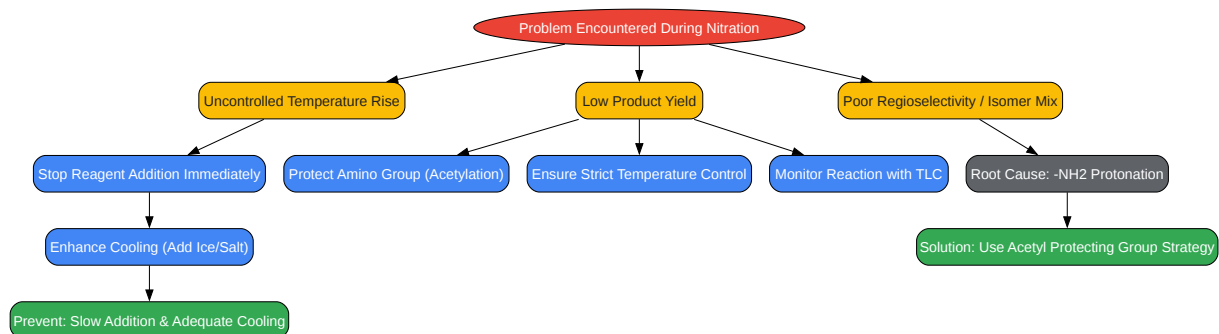 Problem Encountered During Nitration
Uncontrolled Temperature Rise
Low Product Yield
Poor Regioselectivity / Isomer Mix
Stop Reagent Addition Immediately
Protect Amino Group (Acetylation)
Ensure Strict Temperature Control
Monitor Reaction with TLC
Root Cause: -NH2 Protonation
Enhance Cooling (Add Ice/Salt)
Solution: Use Acetyl Protecting Group Strategy
Prevent: Slow Addition & Adequate Cooling